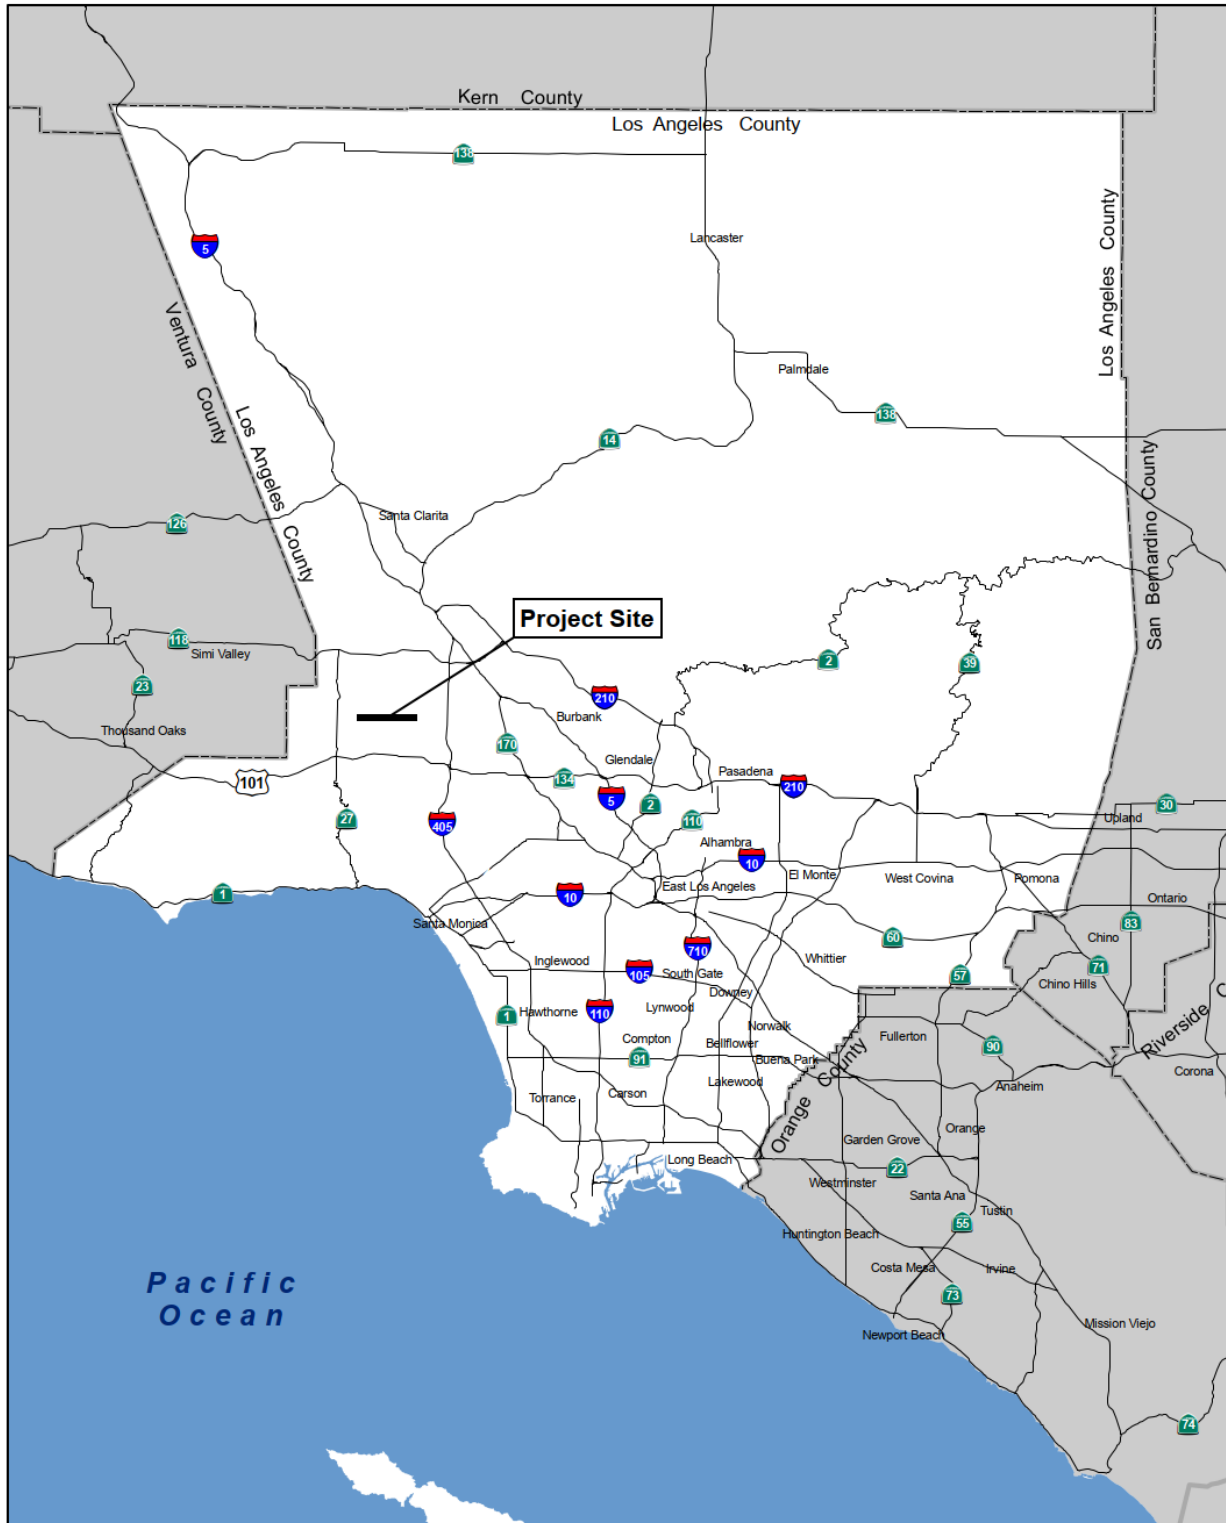 Kern County
Los Angeles County
138
Lancaster
5
Los Angeles County
Ventura County
Palmdale
138
Los Angeles County
14
Santa Clarita
126
San Bernardino County
Project Site
118
Simi Valley
2
39
23
210
Burbank
Thousand Oaks
170
Glendale
101
134
Pasadena
210
5
2
30
27
405
110
Upland
Alhambra
10
El Monte
West Covina
Pomona
East Los Angeles
1
10
Ontario
Santa Monica
83
60
Chino
710
Inglewood
Whittier
71
105
South Gate
57
Chino Hills
Downey
1
Hawthorne
110
Lynwood
Norwalk
Riverside C
Compton
Bellflower
Fullerton
90
91
Buena Park
Orange County
Corona
Lakewood
Anaheim
Torrance
Carson
Orange
Garden Grove
Long Beach
22
Westminster
Santa Ana
Tustin
55
Huntington Beach
Costa Mesa
Irvine
Pacific
Ocean
73
Mission Viejo
Newport Beach
74